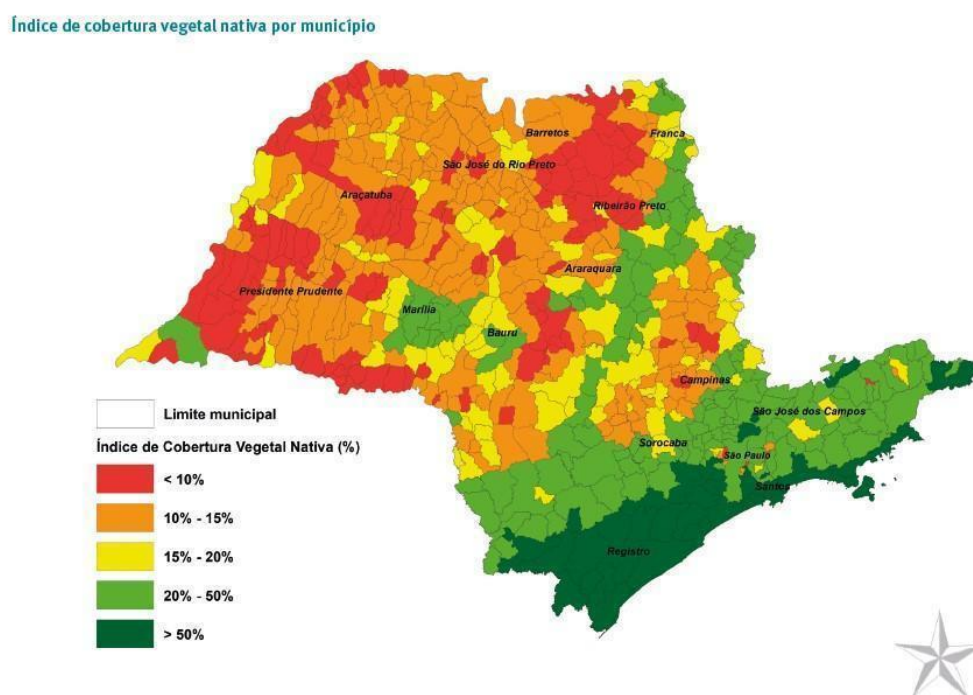 Índice de cobertura vegetal nativa por município
Barretos
Franca
São José do Rio Preto
Araçatuba
Ribeirão Preto
Araraquara
Presidente Prudente
Marília
Bauru
Campinas
São José dos Campos
Sorocaba
São Paulo
Santos
Registro
Limite municipal
Índice de Cobertura Vegetal Nativa (%)
< 10%
10% - 15%
15% - 20%
20% - 50%
> 50%